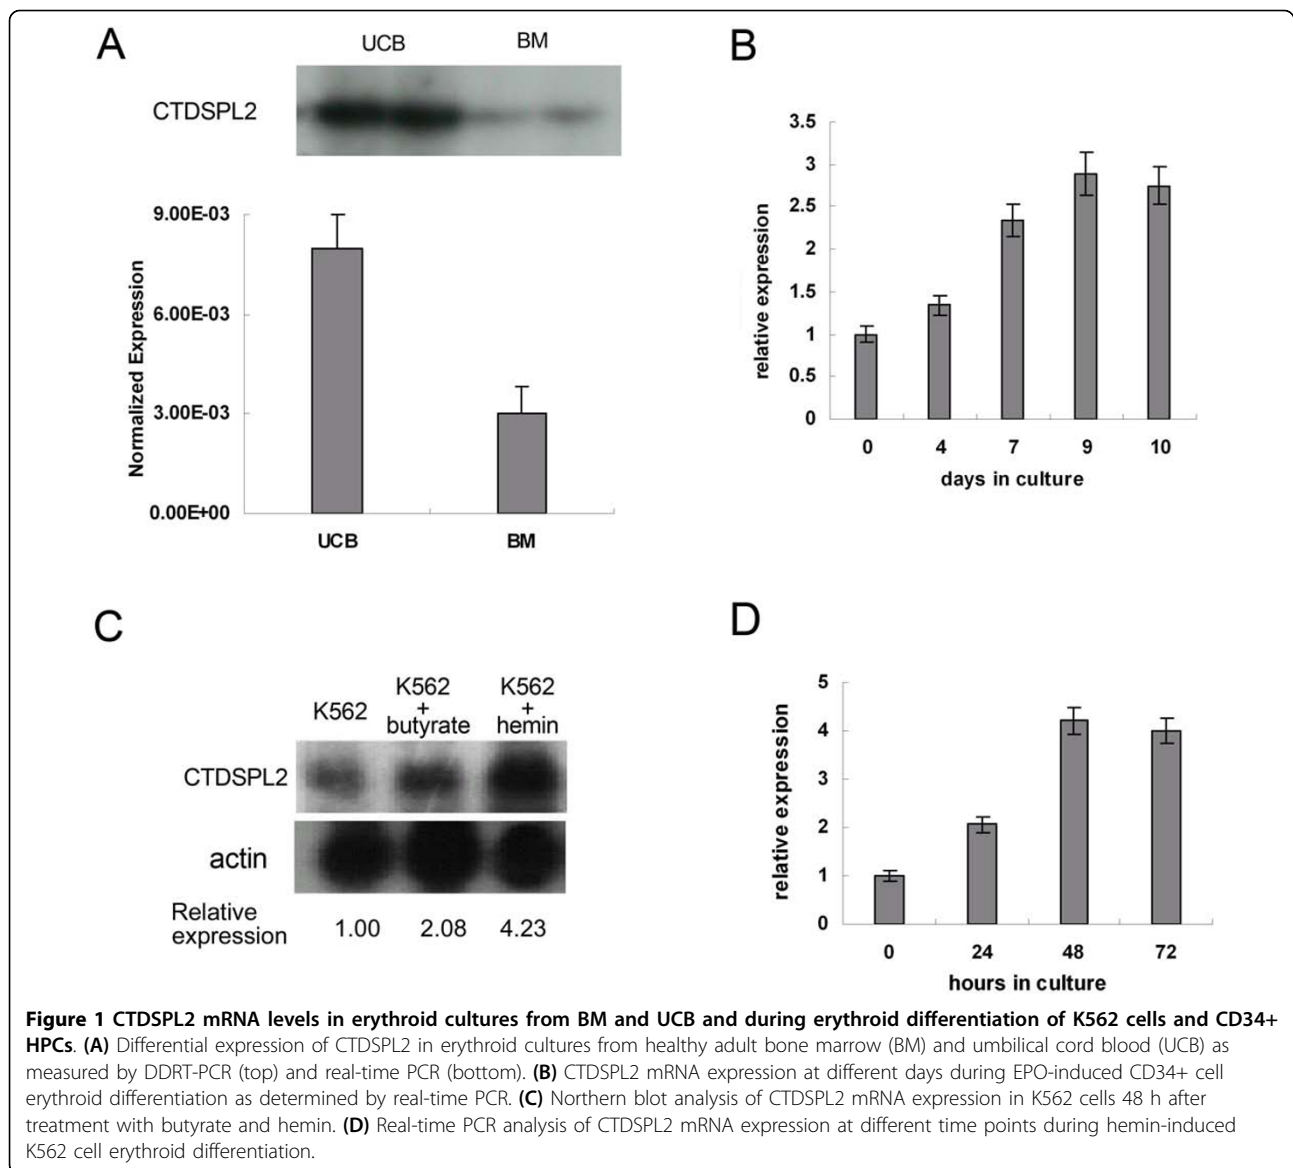 A
UCB BM
CTDSPL2
9.00E-03
6.00E-03
3.00E-03
0.00E+00
Normalized Expression
UCB BM
B
3.5
3
2.5
2
1.5
1
0.5
0
relative expression
0 4 7 9 10
days in culture
C
K562
K562
+
butyrate
K562
+
hemin
CTDSPL2
actin
Relative
expression
1.00 2.08 4.23
D
5
4
3
2
1
0
relative expression
0 24 48 72
hours in culture
Figure 1 CTDSPL2 mRNA levels in erythroid cultures from BM and UCB and during erythroid differentiation of K562 cells and CD34+
HPCs. (A) Differential expression of CTDSPL2 in erythroid cultures from healthy adult bone marrow (BM) and umbilical cord blood (UCB) as
measured by DDRT-PCR (top) and real-time PCR (bottom). (B) CTDSPL2 mRNA expression at different days during EPO-induced CD34+ cell
erythroid differentiation as determined by real-time PCR. (C) Northern blot analysis of CTDSPL2 mRNA expression in K562 cells 48 h after
treatment with butyrate and hemin. (D) Real-time PCR analysis of CTDSPL2 mRNA expression at different time points during hemin-induced
K562 cell erythroid differentiation.